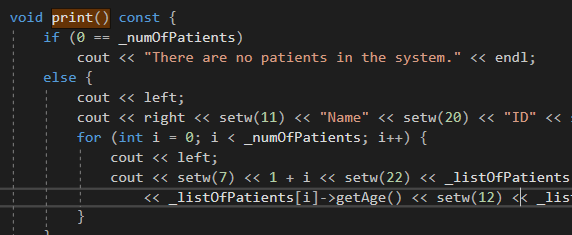 void print() const {
if (0 == _numOfPatients)
cout << "There are no patients in the system." << endl;
else {
cout << left;
cout << right << setw(11) << "Name" << setw(20) << "ID" <<
for (int i = 0; i < _numOfPatients; i++) {
cout << left;
cout << setw(7) << 1 + i << setw(22) << _listOfPatients
<< _listOfPatients[i]->getAge() << setw(12) << _lis
}